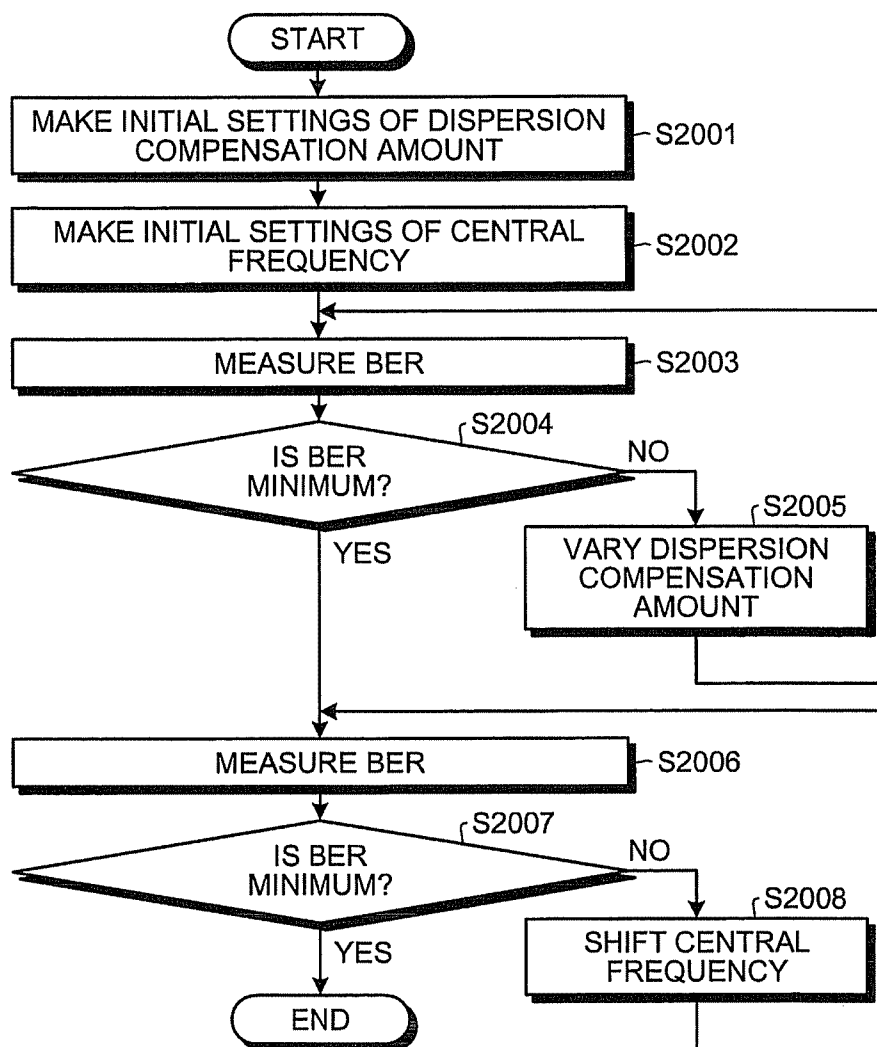 START
MAKE INITIAL SETTINGS OF DISPERSION
COMPENSATION AMOUNT
S2001
MAKE INITIAL SETTINGS OF CENTRAL
FREQUENCY
S2002
MEASURE BER
S2003
S2004
IS BER
MINIMUM?
NO
YES
S2005
VARY DISPERSION
COMPENSATION
AMOUNT
MEASURE BER
S2006
S2007
IS BER
MINIMUM?
NO
YES
S2008
SHIFT CENTRAL
FREQUENCY
END